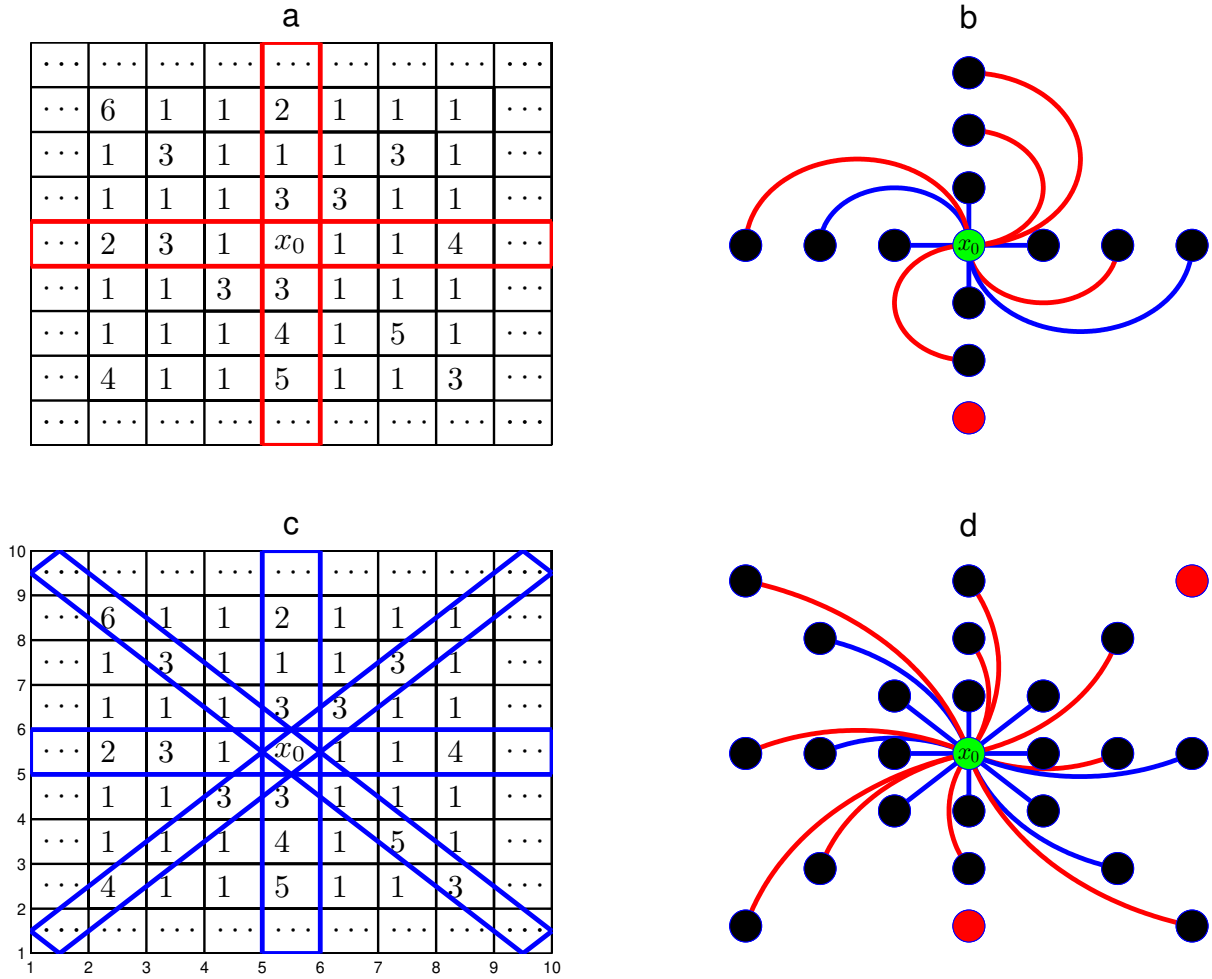 a
b
··· ··· ··· ··· ··· ··· ··· ··· ···
··· 6 1 1 2 1 1 1 ···
··· 1 3 1 1 1 3 1 ···
··· 1 1 1 3 3 1 1 ···
··· 2 3 1 x₀ 1 1 4 ···
··· 1 1 3 3 1 1 1 ···
··· 1 1 1 4 1 5 1 ···
··· 4 1 1 5 1 1 3 ···
··· ··· ··· ··· ··· ··· ··· ··· ···
x₀
c
d
10
··· ··· ··· ··· ··· ··· ··· ··· ···
9
··· 6 1 1 2 1 1 1 ···
8
··· 1 3 1 1 1 3 1 ···
7
··· 1 1 1 3 3 1 1 ···
6
··· 2 3 1 x₀ 1 1 4 ···
5
··· 1 1 3 3 1 1 1 ···
4
··· 1 1 1 4 1 5 1 ···
3
··· 4 1 1 5 1 1 3 ···
2
··· ··· ··· ··· ··· ··· ··· ··· ···
1
1 2 3 4 5 6 7 8 9 10
x₀